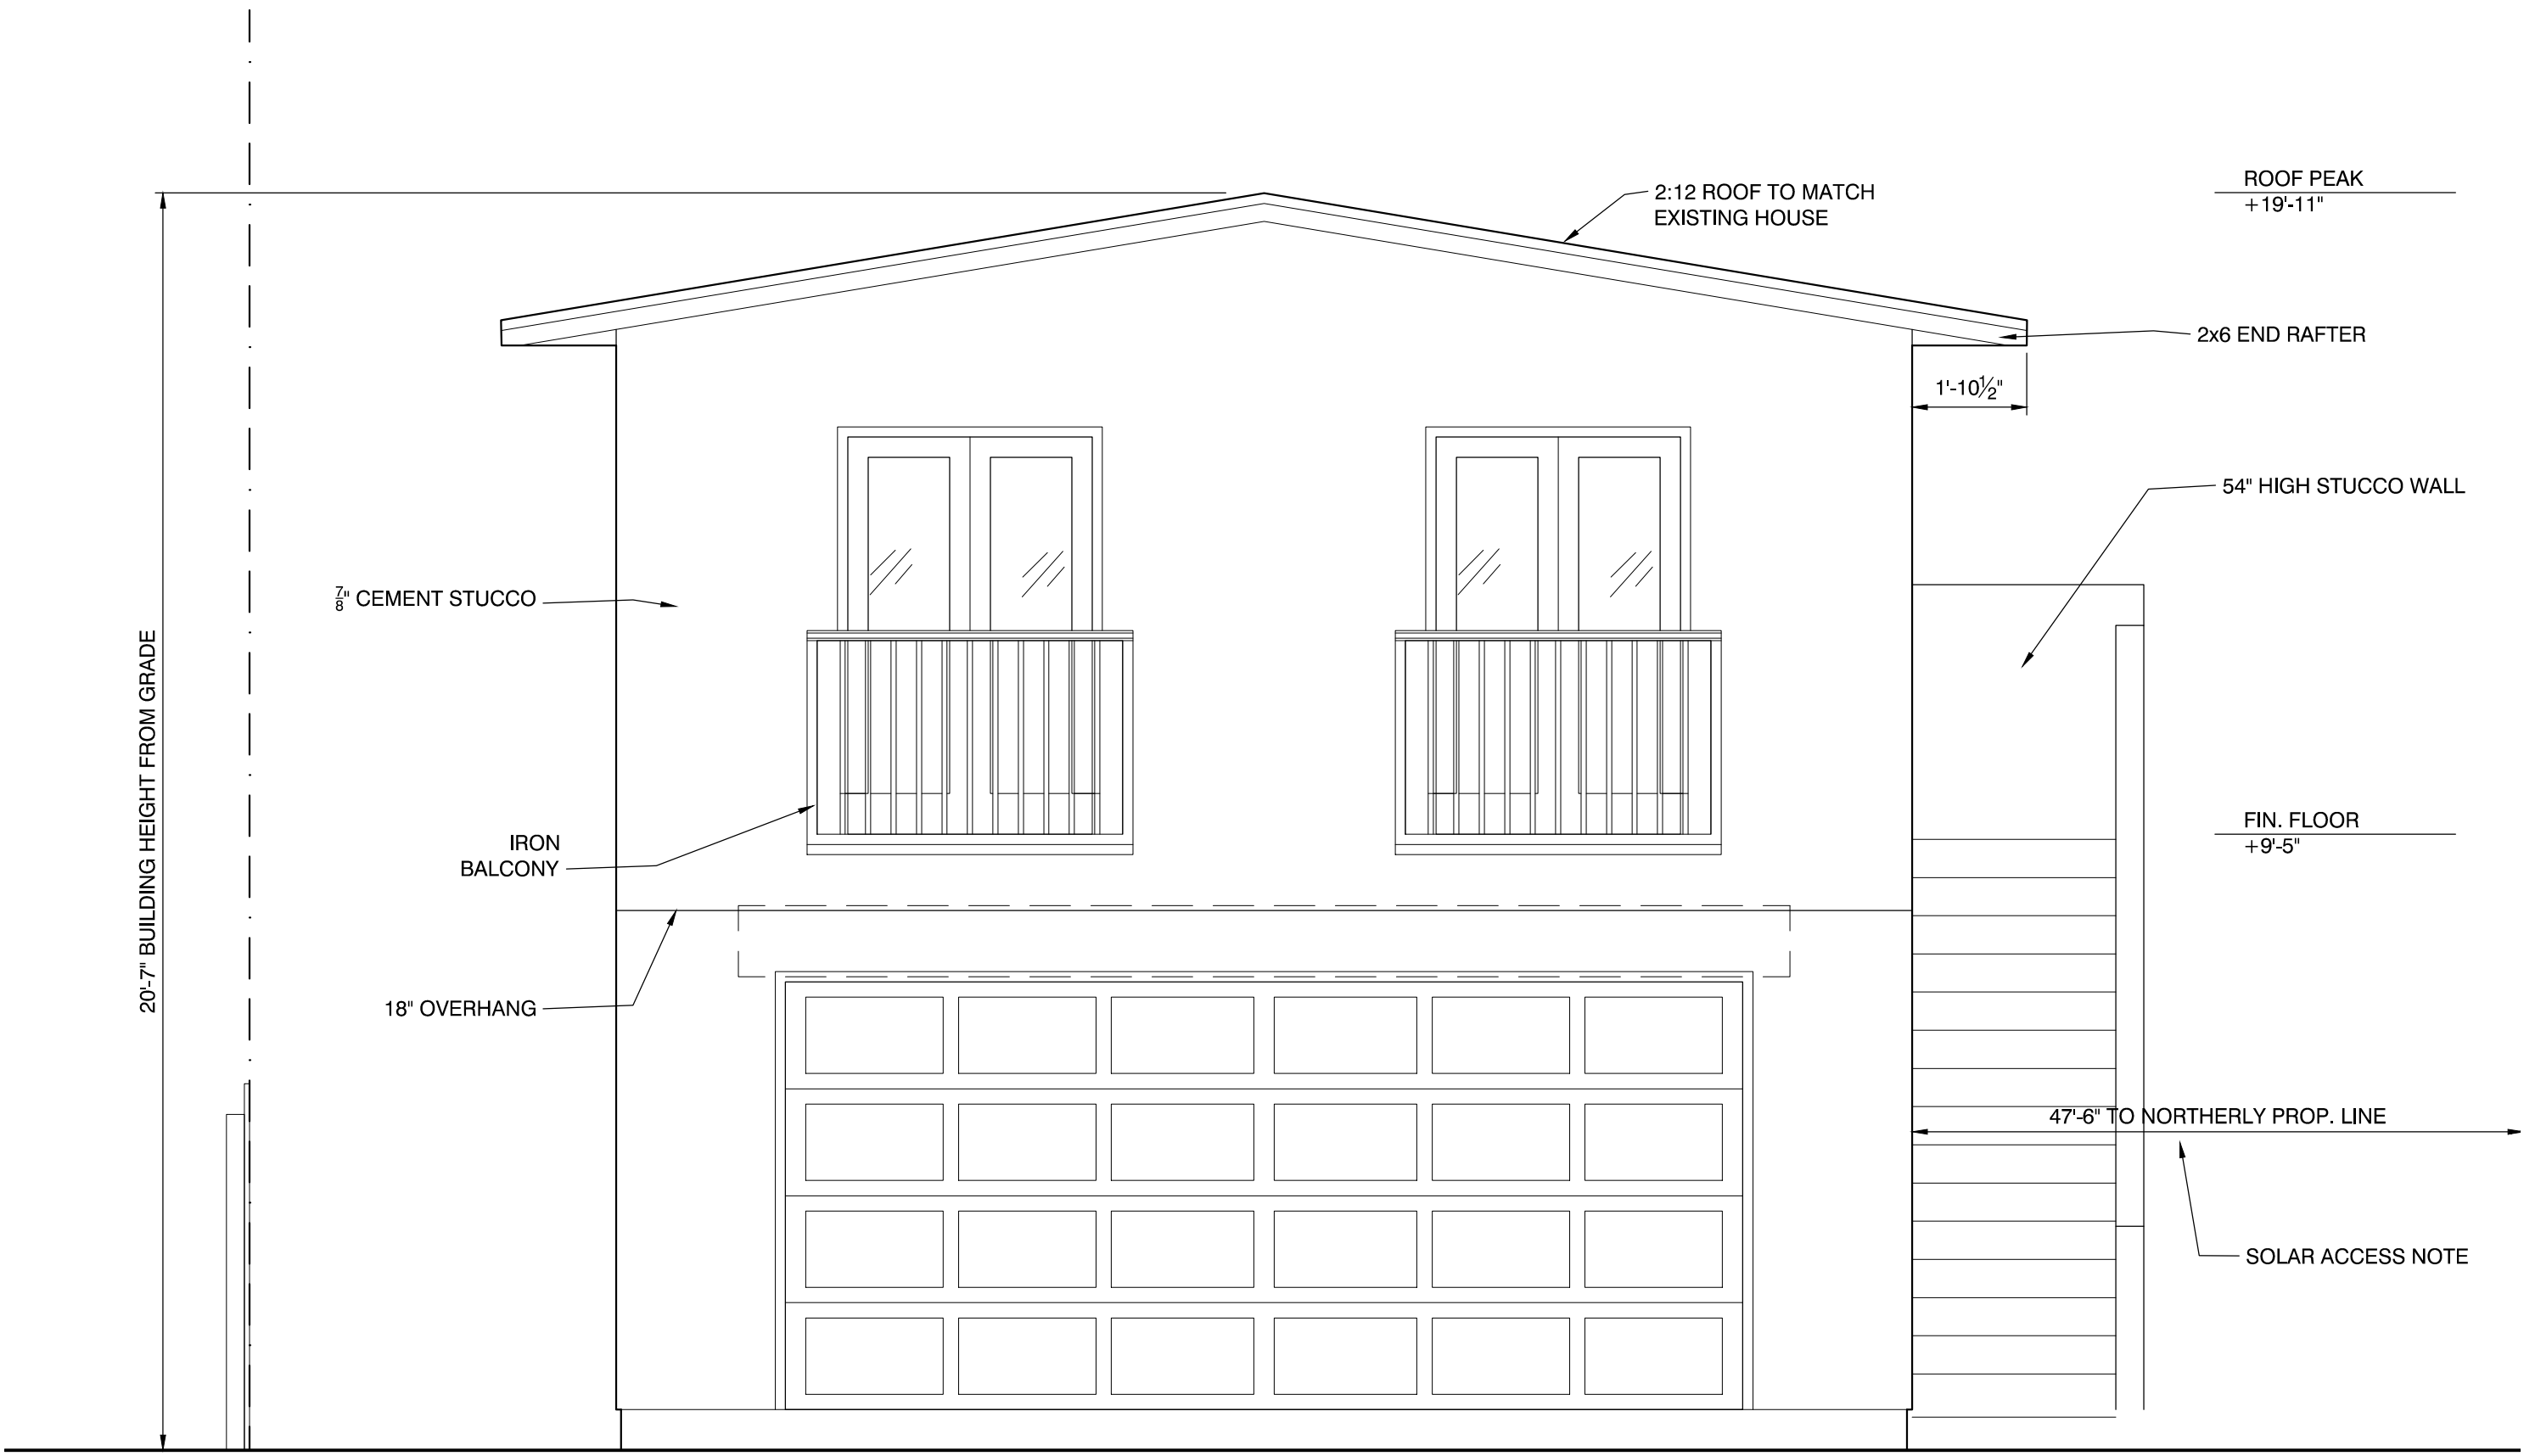 ROOF PEAK
+19'-11"
2:12 ROOF TO MATCH
EXISTING HOUSE
2x6 END RAFTER
1'-10½"
54" HIGH STUCCO WALL
⅞" CEMENT STUCCO
20'-7" BUILDING HEIGHT FROM GRADE
FIN. FLOOR
+9'-5"
IRON
BALCONY
18" OVERHANG
47'-6" TO NORTHERLY PROP. LINE
SOLAR ACCESS NOTE